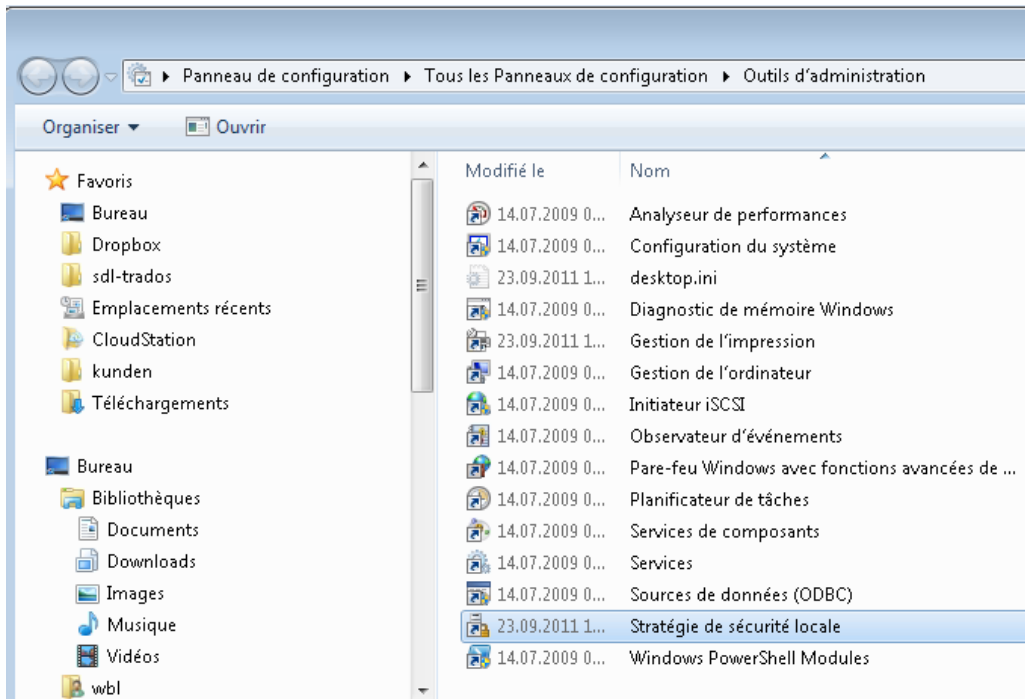 Panneau de configuration Tous les Panneaux de configuration Outils d'administration
Organiser Ouvrir
Favoris
Bureau
Dropbox
sdl-trados
Emplacements récents
CloudStation
kunden
Téléchargements
Bureau
Bibliothèques
Documents
Downloads
Images
Musique
Vidéos
wbl
Modifié le Nom
14.07.2009 0... Analyseur de performances
14.07.2009 0... Configuration du système
23.09.2011 1... desktop.ini
14.07.2009 0... Diagnostic de mémoire Windows
23.09.2011 1... Gestion de l'impression
14.07.2009 0... Gestion de l'ordinateur
14.07.2009 0... Initiateur iSCSI
14.07.2009 0... Observateur d'événements
14.07.2009 0... Pare-feu Windows avec fonctions avancées de ...
14.07.2009 0... Planificateur de tâches
14.07.2009 0... Services de composants
14.07.2009 0... Services
14.07.2009 0... Sources de données (ODBC)
23.09.2011 1... Stratégie de sécurité locale
14.07.2009 0... Windows PowerShell Modules